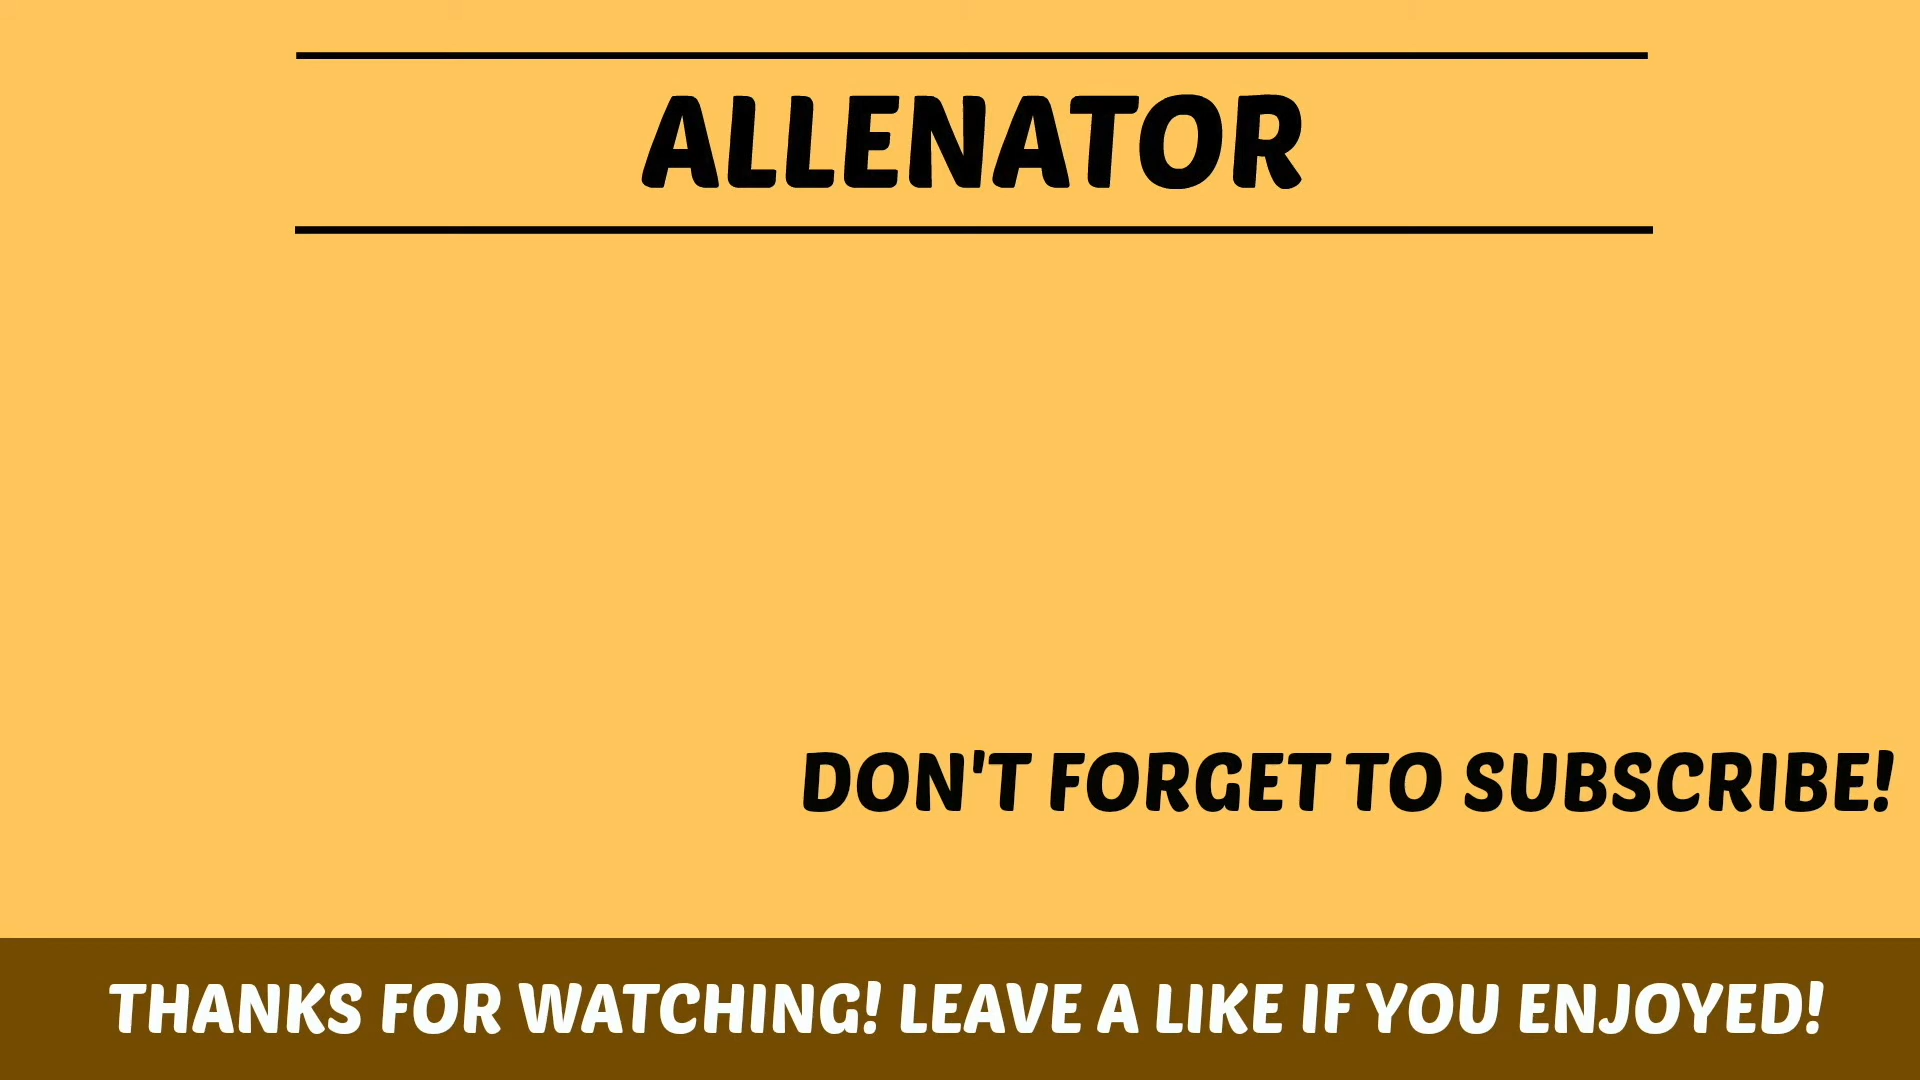 ALLENATOR
DON'T FORGET TO SUBSCRIBE!
THANKS FOR WATCHING! LEAVE A LIKE IF YOU ENJOYED!